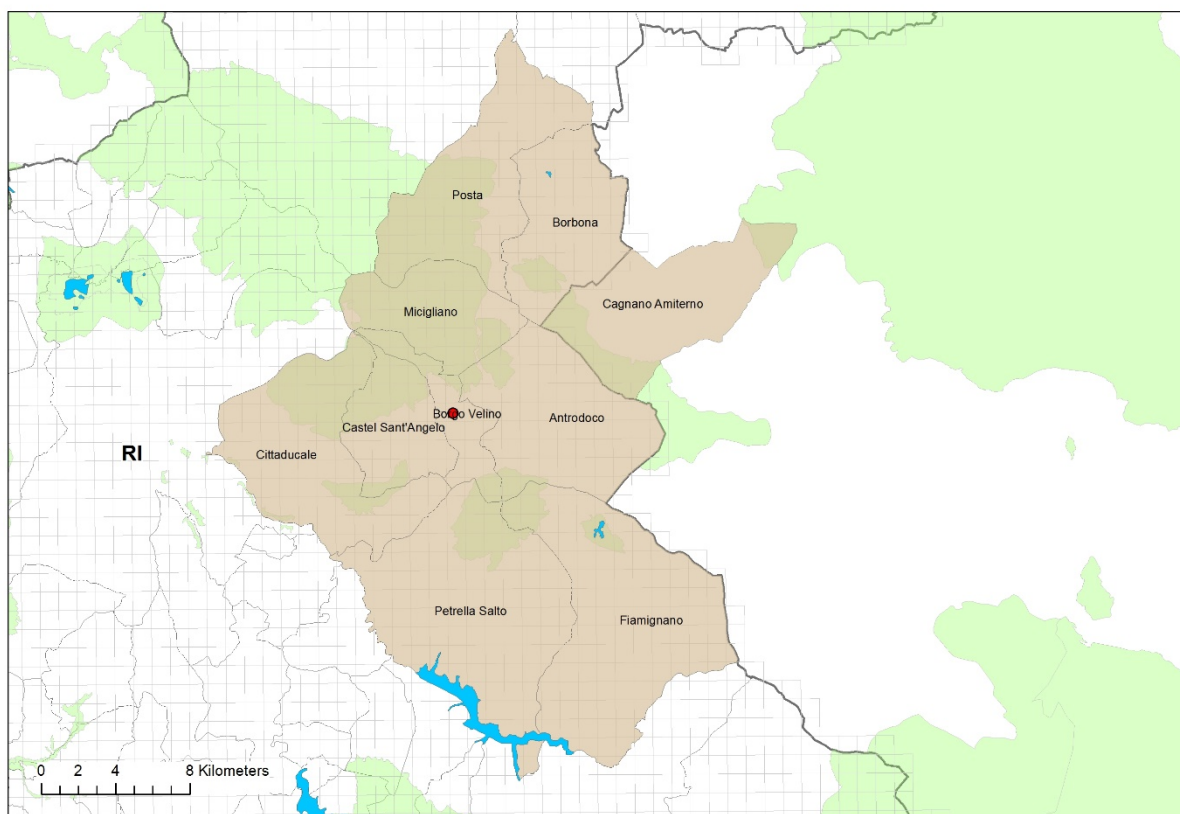 Posta
Borbona
Cagnano Amiterno
Micigliano
Borgo Velino
Antrodoco
Castel Sant'Angelo
Cittaducale
RI
Petrella Salto
Fiamignano
0 2 4 8 Kilometers